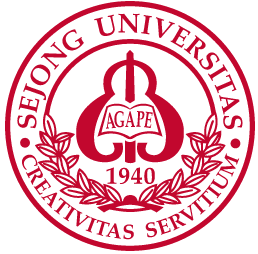 · SEJONG UNIVERSITAS ·
AGAPE
1940
CREATIVITAS SERVITIUM